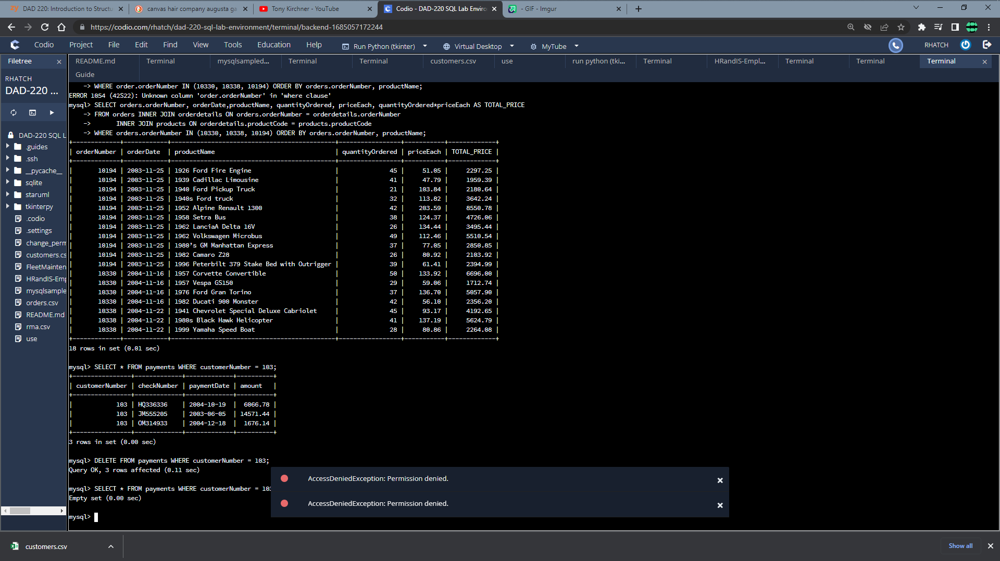 DAD 220: Introduction to Structu
canvas hair company augusta ga
Tony Kirchner - YouTube
Codio - DAD-220 SQL Lab Enviro
- GIF - Imgur
https://codio.com/rhatch/dad-220-sql-lab-environment/terminal/backend-1685057172244
Codio Project File Edit Find View Tools Education Help Run Python (tkinter) Virtual Desktop MyTube RHATCH
Filetree
README.md Terminal mysqlsampled... Terminal Terminal customers.csv use run python (tki... Terminal HRandIS-Empl... Terminal Terminal Terminal
Guide
RHATCH
DAD-220 ...
DAD-220 SQL L
.guides
.ssh
__pycache__
sqlite
staruml
tkinterpy
.codio
.settings
change_perm
customers.cs
FleetMainten
HRandIS-Emp
mysqlsample
orders.csv
README.md
rma.csv
use
-> WHERE order.orderNumber IN (10330, 10338, 10194) ORDER BY orders.orderNumber, productName;
ERROR 1054 (42S22): Unknown column 'order.orderNumber' in 'where clause'
mysql> SELECT orders.orderNumber, orderDate,productName, quantityOrdered, priceEach, quantityOrdered*priceEach AS TOTAL_PRICE
-> FROM orders INNER JOIN orderdetails ON orders.orderNumber = orderdetails.orderNumber
-> INNER JOIN products ON orderdetails.productCode = products.productCode
-> WHERE orders.orderNumber IN (10330, 10338, 10194) ORDER BY orders.orderNumber, productName;
+-------------+------------+---------------------------------------------+-----------------+-----------+-------------+
| orderNumber | orderDate | productName | quantityOrdered | priceEach | TOTAL_PRICE |
+-------------+------------+---------------------------------------------+-----------------+-----------+-------------+
| 10194 | 2003-11-25 | 1926 Ford Fire Engine | 45 | 51.05 | 2297.25 |
| 10194 | 2003-11-25 | 1939 Cadillac Limousine | 41 | 47.79 | 1959.39 |
| 10194 | 2003-11-25 | 1940 Ford Pickup Truck | 21 | 103.84 | 2180.64 |
| 10194 | 2003-11-25 | 1940s Ford truck | 32 | 113.82 | 3642.24 |
| 10194 | 2003-11-25 | 1952 Alpine Renault 1300 | 42 | 203.59 | 8550.78 |
| 10194 | 2003-11-25 | 1958 Setra Bus | 38 | 124.37 | 4726.06 |
| 10194 | 2003-11-25 | 1962 LanciaA Delta 16V | 26 | 134.44 | 3495.44 |
| 10194 | 2003-11-25 | 1962 Volkswagen Microbus | 49 | 112.46 | 5510.54 |
| 10194 | 2003-11-25 | 1980’s GM Manhattan Express | 37 | 77.05 | 2850.85 |
| 10194 | 2003-11-25 | 1982 Camaro Z28 | 26 | 80.92 | 2103.92 |
| 10194 | 2003-11-25 | 1996 Peterbilt 379 Stake Bed with Outrigger | 39 | 61.41 | 2394.99 |
| 10330 | 2004-11-16 | 1957 Corvette Convertible | 50 | 133.92 | 6696.00 |
| 10330 | 2004-11-16 | 1957 Vespa GS150 | 29 | 59.06 | 1712.74 |
| 10330 | 2004-11-16 | 1976 Ford Gran Torino | 37 | 136.70 | 5057.90 |
| 10330 | 2004-11-16 | 1982 Ducati 900 Monster | 42 | 56.10 | 2356.20 |
| 10338 | 2004-11-22 | 1941 Chevrolet Special Deluxe Cabriolet | 45 | 93.17 | 4192.65 |
| 10338 | 2004-11-22 | 1980s Black Hawk Helicopter | 41 | 137.19 | 5624.79 |
| 10338 | 2004-11-22 | 1999 Yamaha Speed Boat | 28 | 80.86 | 2264.08 |
+-------------+------------+---------------------------------------------+-----------------+-----------+-------------+
18 rows in set (0.01 sec)
mysql> SELECT * FROM payments WHERE customerNumber = 103;
+----------------+-------------+-------------+----------+
| customerNumber | checkNumber | paymentDate | amount |
+----------------+-------------+-------------+----------+
| 103 | HQ336336 | 2004-10-19 | 6066.78 |
| 103 | JM555205 | 2003-06-05 | 14571.44 |
| 103 | OM314933 | 2004-12-18 | 1676.14 |
+----------------+-------------+-------------+----------+
3 rows in set (0.00 sec)
mysql> DELETE FROM payments WHERE customerNumber = 103;
Query OK, 3 rows affected (0.11 sec)
mysql> SELECT * FROM payments WHERE customerNumber = 103
Empty set (0.00 sec)
mysql>
AccessDeniedException: Permission denied.
AccessDeniedException: Permission denied.
customers.csv
Show all